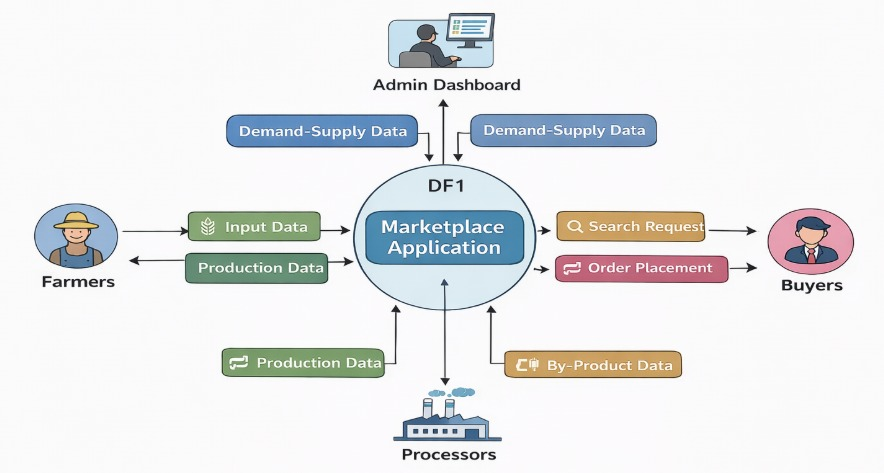 Admin Dashboard
Demand-Supply Data
Demand-Supply Data
DF1
Marketplace
Application
Input Data
Production Data
Farmers
Search Request
Order Placement
Buyers
Production Data
By-Product Data
Processors